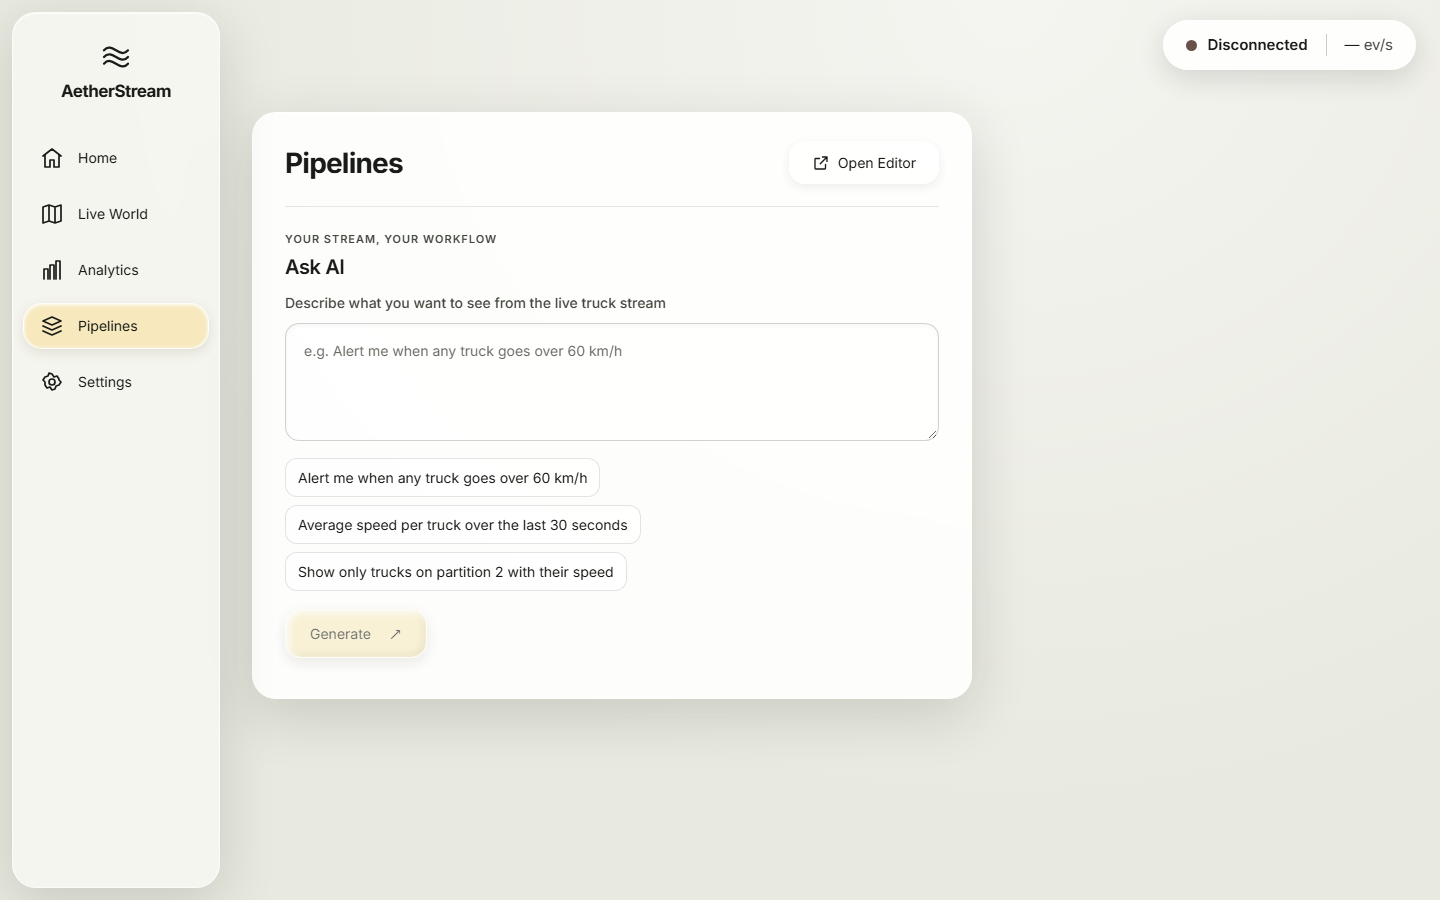 AetherStream
Home
Live World
Analytics
Pipelines
Settings
Disconnected
— ev/s
Pipelines
Open Editor
YOUR STREAM, YOUR WORKFLOW
Ask AI
Describe what you want to see from the live truck stream
e.g. Alert me when any truck goes over 60 km/h
Alert me when any truck goes over 60 km/h
Average speed per truck over the last 30 seconds
Show only trucks on partition 2 with their speed
Generate ↗